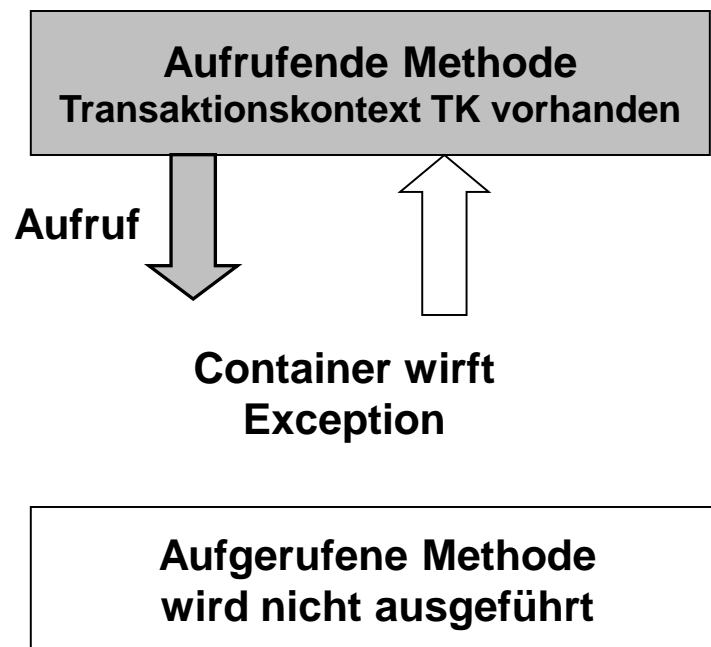 Aufrufende Methode
Transaktionskontext TK vorhanden
Aufruf
Container wirft
Exception
Aufgerufene Methode
wird nicht ausgeführt